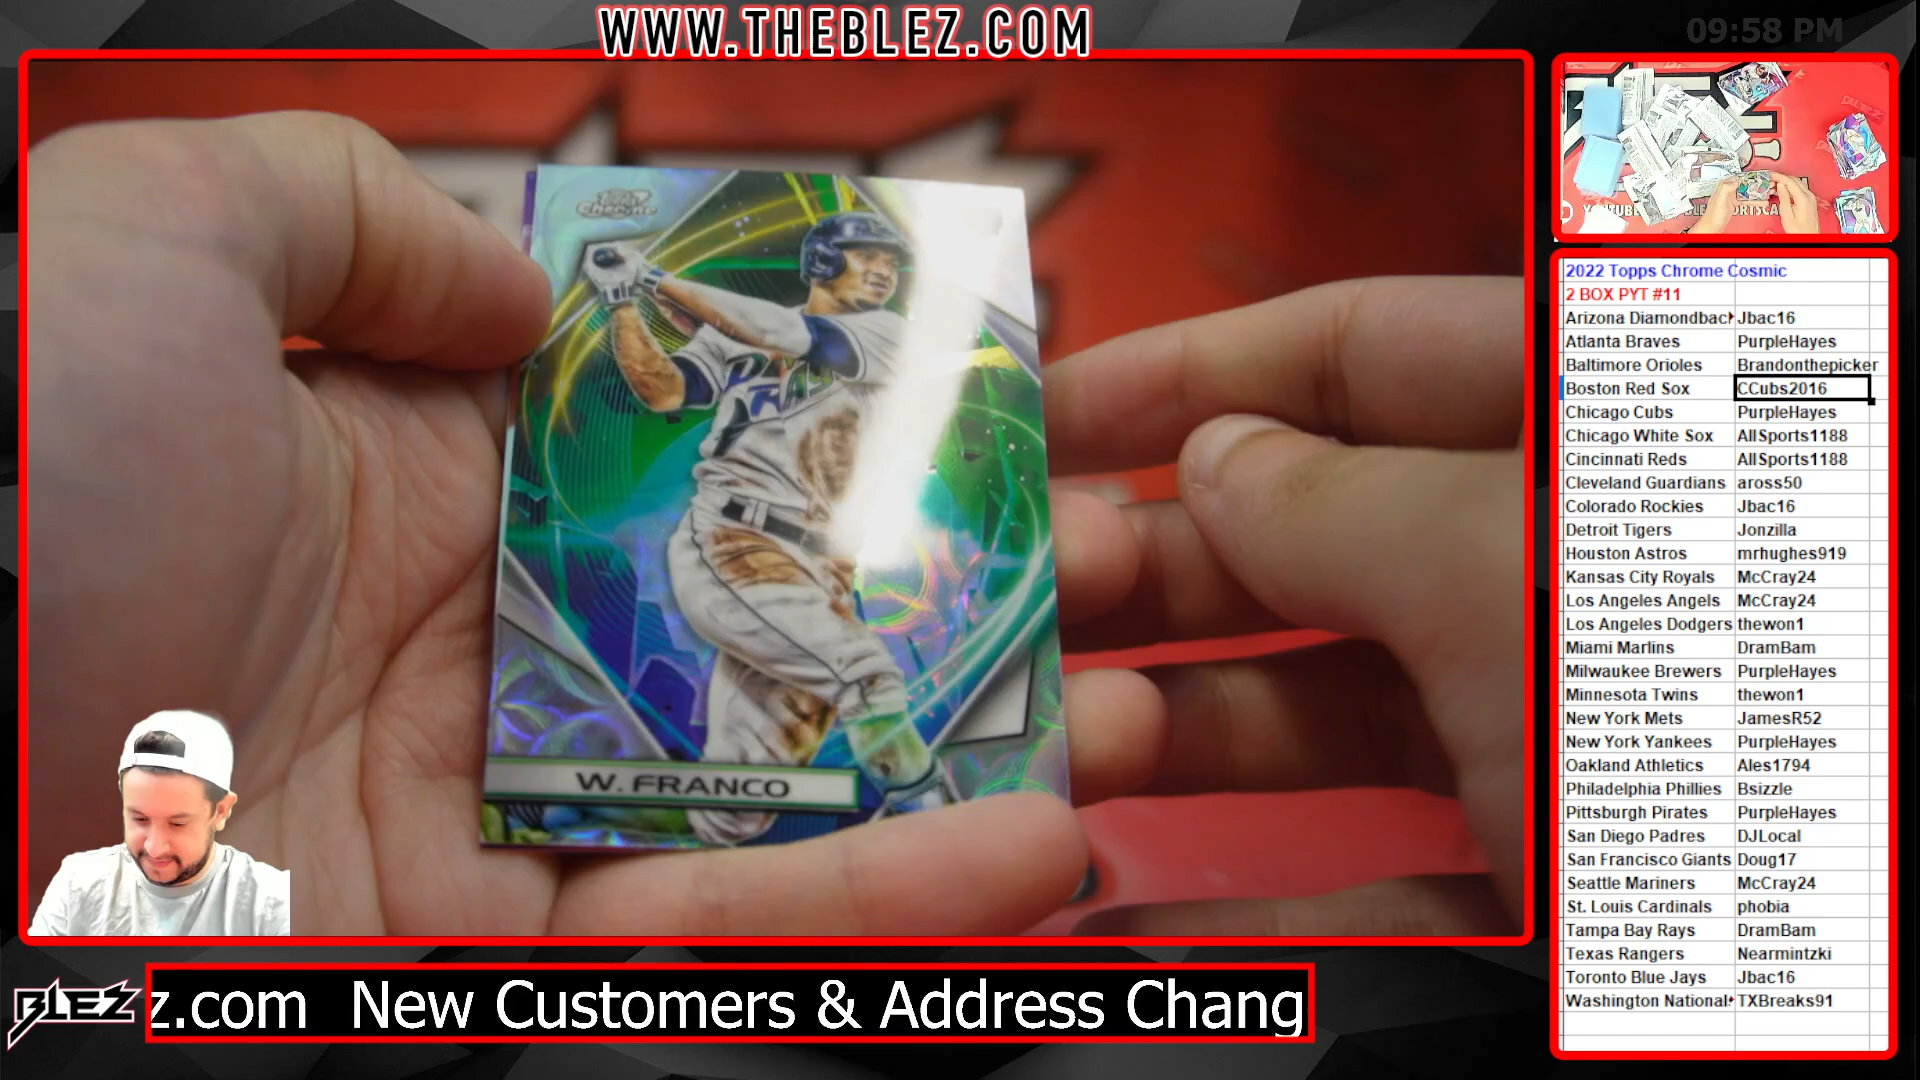 WWW.THEBLEZ.COM
09:58 PM
Chrome
RAYS
W. FRANCO
2022 Topps Chrome Cosmic
2 BOX PYT #11
Arizona Diamondback Jbac16
Atlanta Braves PurpleHayes
Baltimore Orioles Brandonthepicker
Boston Red Sox CCubs2016
Chicago Cubs PurpleHayes
Chicago White Sox AllSports1188
Cincinnati Reds AllSports1188
Cleveland Guardians aross50
Colorado Rockies Jbac16
Detroit Tigers Jonzilla
Houston Astros mrhughes919
Kansas City Royals McCray24
Los Angeles Angels McCray24
Los Angeles Dodgers thewon1
Miami Marlins DramBam
Milwaukee Brewers PurpleHayes
Minnesota Twins thewon1
New York Mets JamesR52
New York Yankees PurpleHayes
Oakland Athletics Ales1794
Philadelphia Phillies Bsizzle
Pittsburgh Pirates PurpleHayes
San Diego Padres DJLocal
San Francisco Giants Doug17
Seattle Mariners McCray24
St. Louis Cardinals phobia
Tampa Bay Rays DramBam
Texas Rangers Nearmintzki
Toronto Blue Jays Jbac16
Washington National TXBreaks91
BLEZ
z.com New Customers & Address Chang